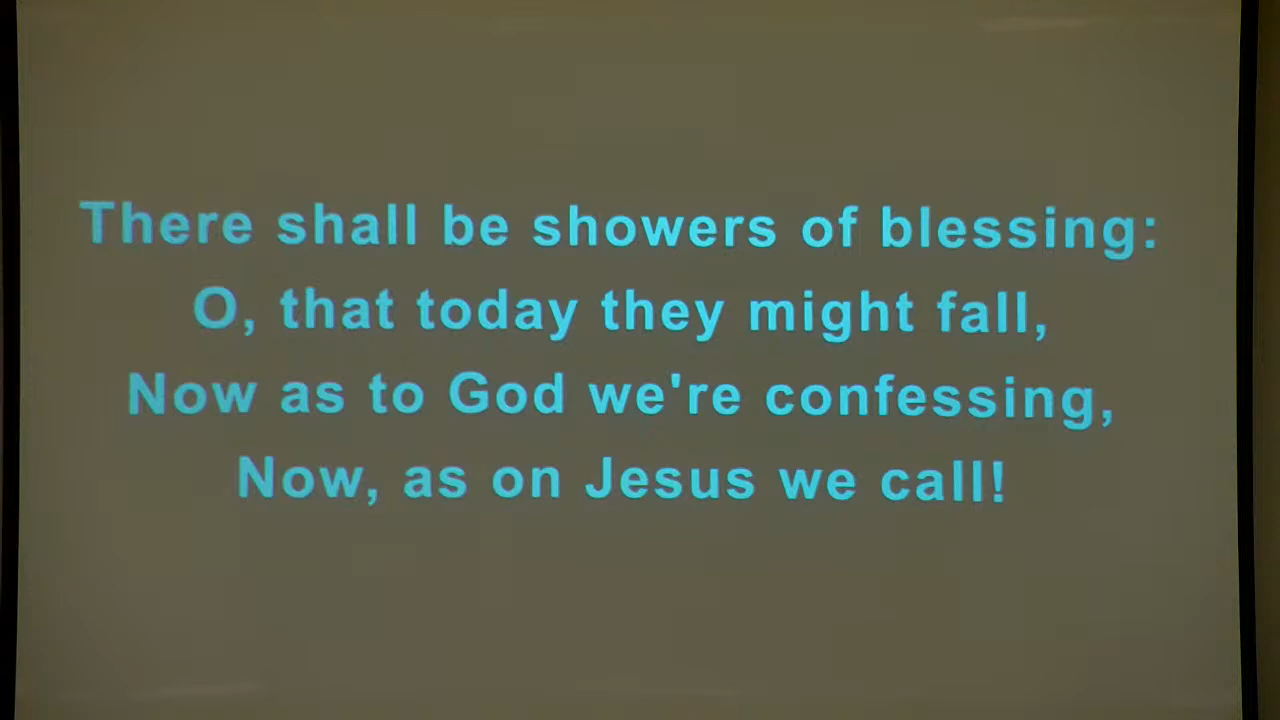 There shall be showers of blessing:
O, that today they might fall,
Now as to God we're confessing,
Now, as on Jesus we call!